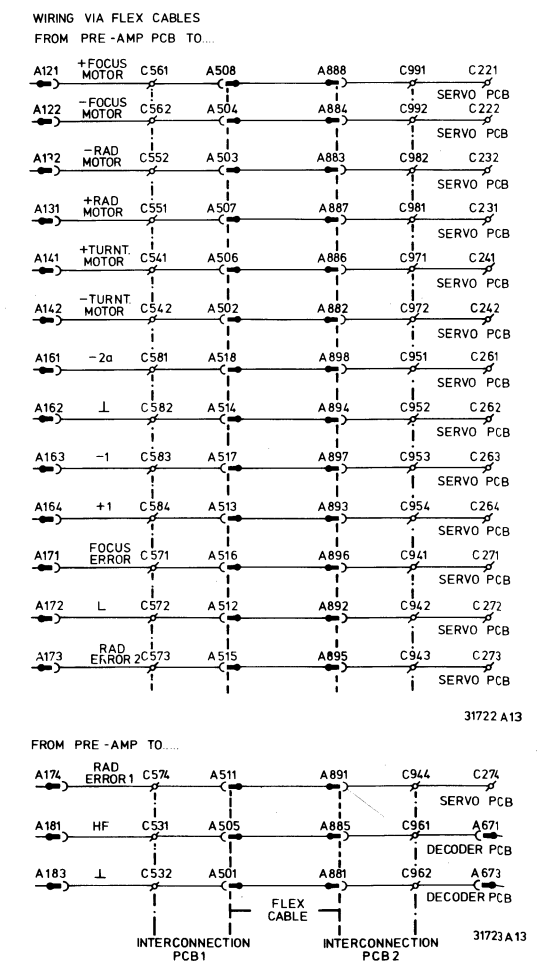 WIRING VIA FLEX CABLES
FROM PRE-AMP PCB TO....
A121 +FOCUS MOTOR C561 A508 A888 C991 C221
SERVO PCB
A122 -FOCUS MOTOR C562 A504 A884 C992 C222
SERVO PCB
A132 -RAD MOTOR C552 A503 A883 C982 C232
SERVO PCB
A131 +RAD MOTOR C551 A507 A887 C981 C231
SERVO PCB
A141 +TURNT. MOTOR C541 A506 A886 C971 C241
SERVO PCB
A142 -TURNT. MOTOR C542 A502 A882 C972 C242
SERVO PCB
A161 -2a C581 A518 A898 C951 C261
SERVO PCB
A162 ⊥ C582 A514 A894 C952 C262
SERVO PCB
A163 -1 C583 A517 A897 C953 C263
SERVO PCB
A164 +1 C584 A513 A893 C954 C264
SERVO PCB
A171 FOCUS ERROR C571 A516 A896 C941 C271
SERVO PCB
A172 L C572 A512 A892 C942 C272
SERVO PCB
A173 RAD ERROR 2 C573 A515 A895 C943 C273
SERVO PCB
31722 A13
FROM PRE-AMP TO.....
A174 RAD ERROR 1 C574 A511 A891 C944 C274
SERVO PCB
A181 HF C531 A505 A885 C961 A671
DECODER PCB
A183 ⊥ C532 A501 A881 C962 A673
DECODER PCB
FLEX
CABLE
INTERCONNECTION PCB1
INTERCONNECTION PCB2
31723 A13